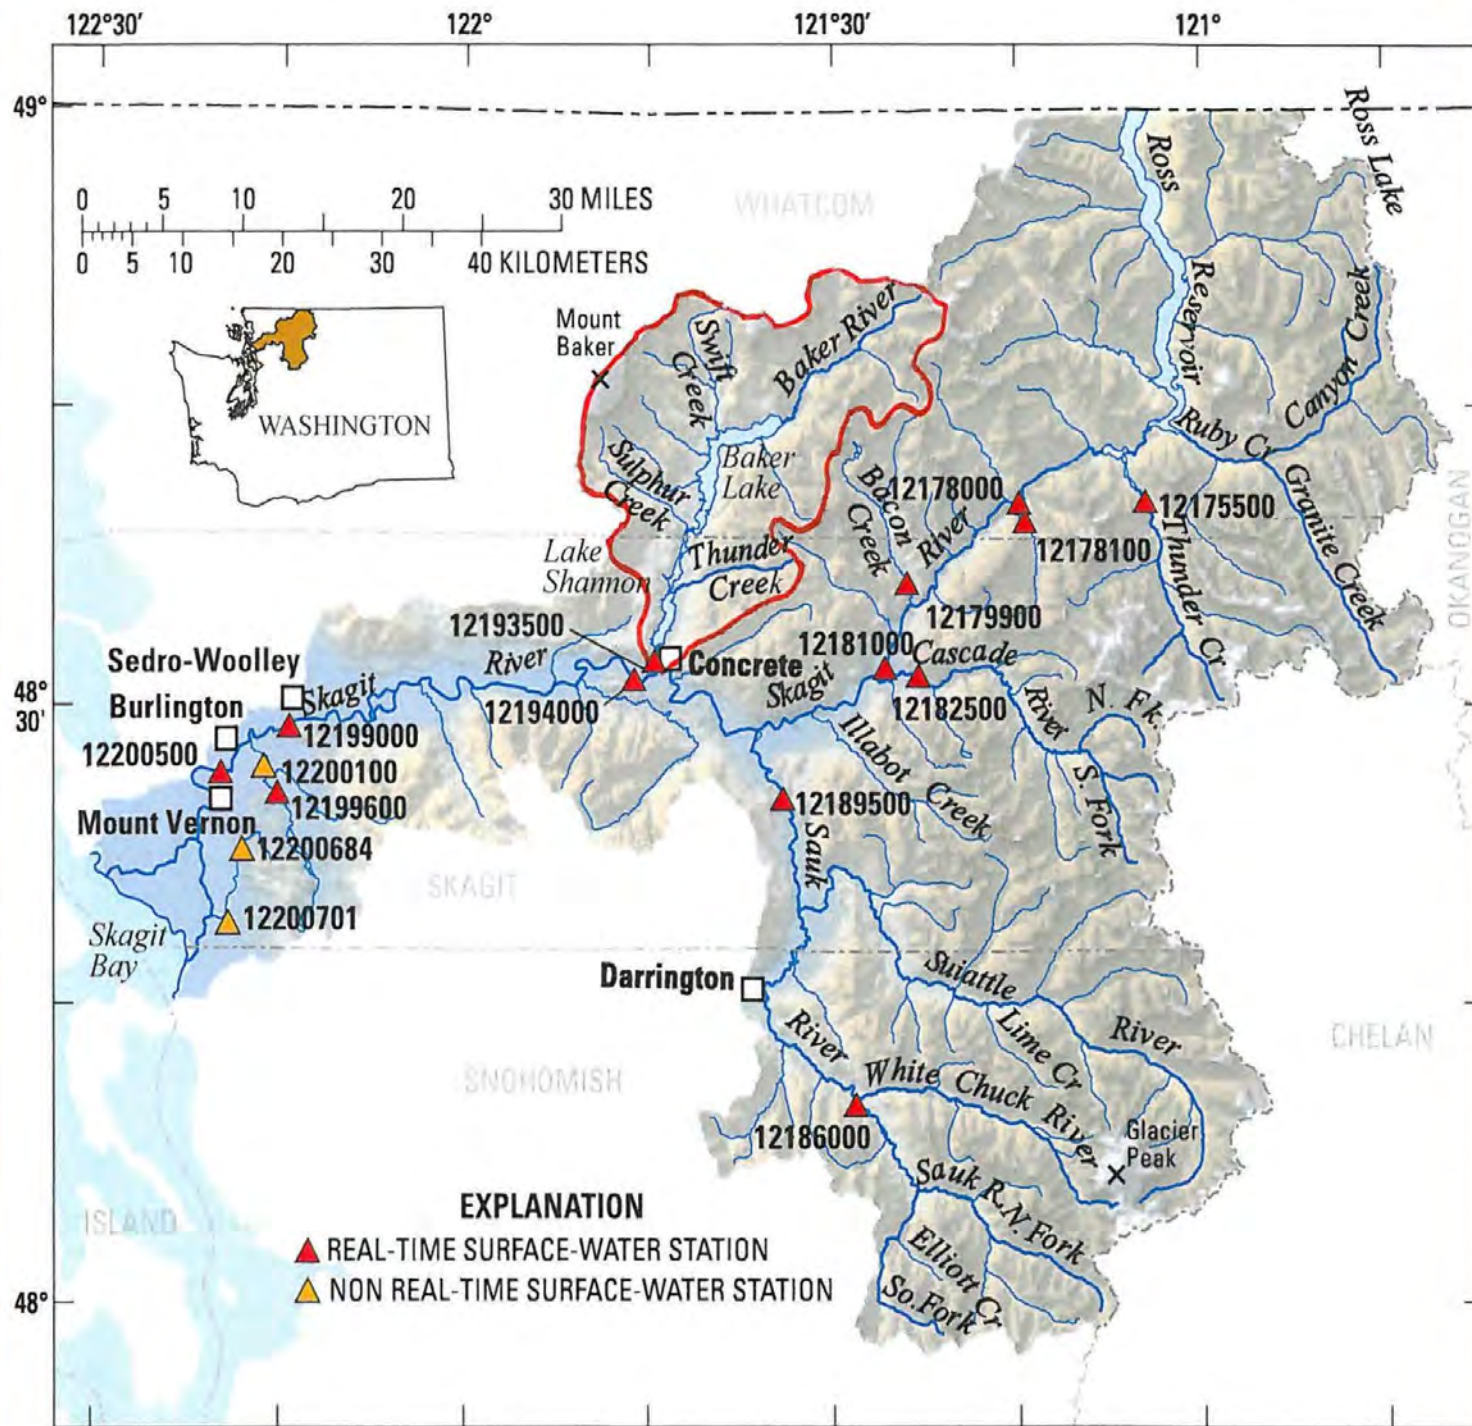 122°30'
122°
121°30'
121°
49°
48°
30'
48°
0 5 10 20 30 MILES
0 5 10 20 30 40 KILOMETERS
WASHINGTON
WHATCOM
Ross Lake
Ross
Reservoir
Mount
Baker
Swift
Creek
Baker River
Canyon Creek
Ruby Cr
Granite Creek
Sulphur
Creek
Baker
Lake
Bacon
Creek
River
12178000
12175500
12178100
Thunder Cr
OKANOGAN
Lake
Shannon
Thunder
Creek
12179900
12193500
12181000
Cascade
River
Sedro-Woolley
River
Concrete
Skagit
Skagit
N. Fk.
Burlington
12194000
12182500
12199000
12200500
12200100
Illabot
Creek
S. Fork
12199600
12189500
Mount Vernon
12200684
Sauk
SKAGIT
12200701
Skagit
Bay
Darrington
Suiattle
River
River
Lime Cr
CHELAN
SNOHOMISH
White Chuck River
Glacier
Peak
12186000
Sauk R. N. Fork
ISLAND
Elliott Cr
So. Fork
EXPLANATION
REAL-TIME SURFACE-WATER STATION
NON REAL-TIME SURFACE-WATER STATION